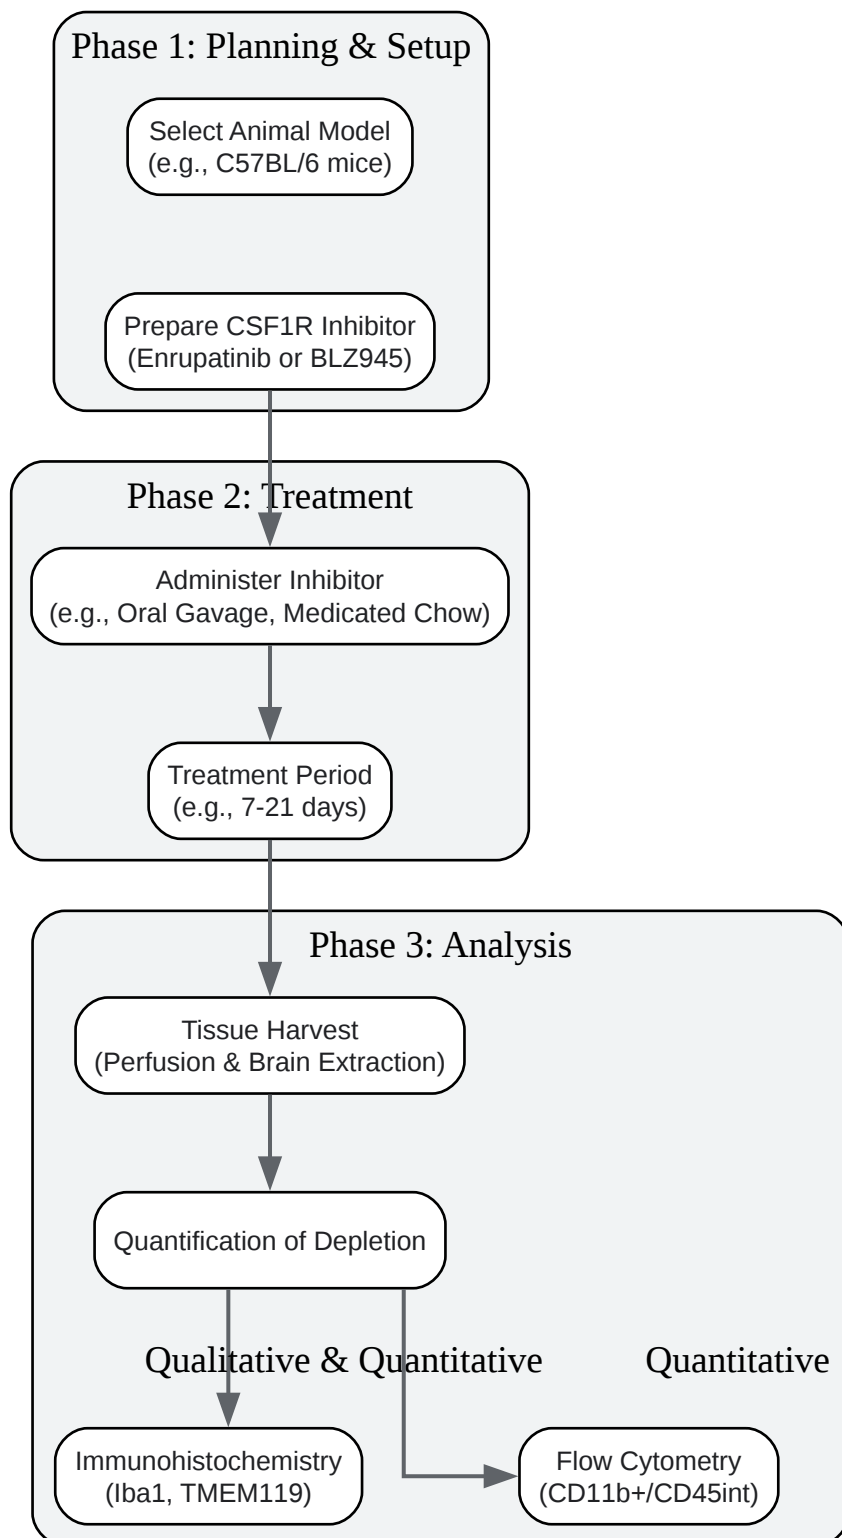 Phase 1: Planning & Setup
Select Animal Model
(e.g., C57BL/6 mice)
Prepare CSF1R Inhibitor
(Enrupatinib or BLZ945)
Phase 2: Treatment
Administer Inhibitor
(e.g., Oral Gavage, Medicated Chow)
Treatment Period
(e.g., 7-21 days)
Phase 3: Analysis
Tissue Harvest
(Perfusion & Brain Extraction)
Quantification of Depletion
Qualitative & Quantitative
Quantitative
Immunohistochemistry
(Iba1, TMEM119)
Flow Cytometry
(CD11b+/CD45int)